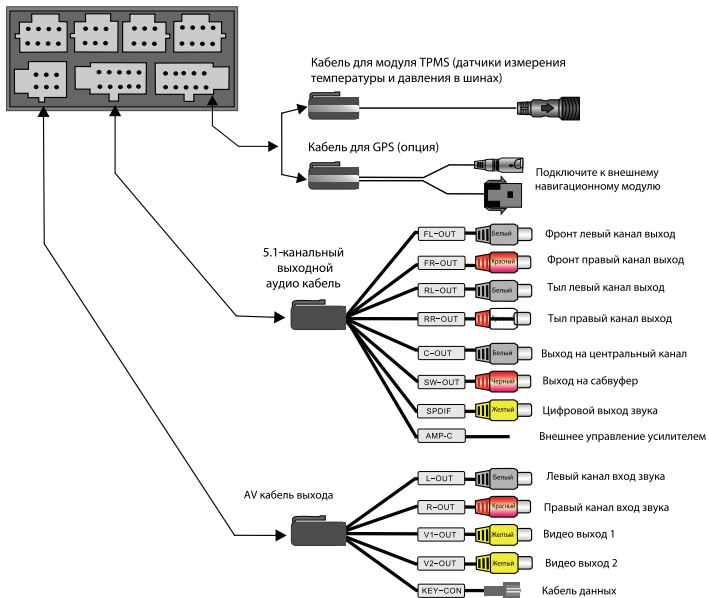 Кабель для модуля TPMS (датчики измерения
температуры и давления в шинах)
Кабель для GPS (опция)
Подключите к внешнему
навигационному модулю
5.1-канальный
выходной
аудио кабель
FL-OUT Белый Фронт левый канал выход
FR-OUT Красный Фронт правый канал выход
RL-OUT Белый Тыл левый канал выход
RR-OUT Тыл правый канал выход
C-OUT Белый Выход на центральный канал
SW-OUT Черный Выход на сабвуфер
SPDIF Желтый Цифровой выход звука
AMP-C Внешнее управление усилителем
AV кабель выхода
L-OUT Белый Левый канал вход звука
R-OUT Красный Правый канал вход звука
V1-OUT Желтый Видео выход 1
V2-OUT Желтый Видео выход 2
KEY-CON Кабель данных